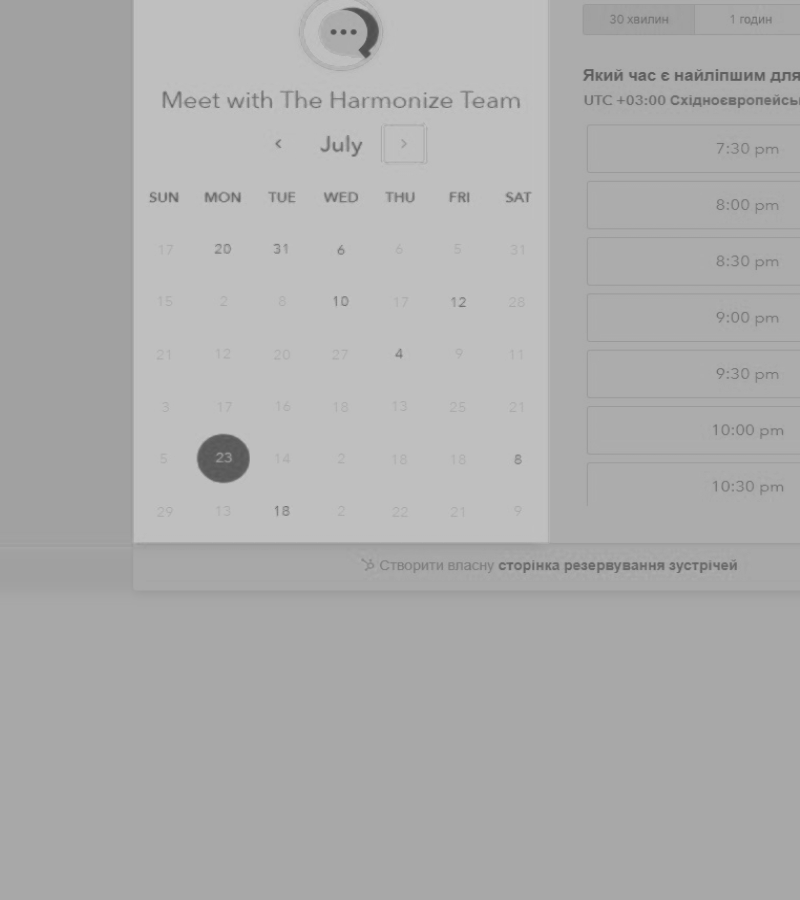 30 хвилин 1 годин
Meet with The Harmonize Team
Який час є найліпшим для
UTC +03:00 Східноєвропейсь
July
SUN MON TUE WED THU FRI SAT
17 20 31 6 6 5 31
15 2 8 10 17 12 28
21 12 20 27 4 9 11
3 17 16 18 13 25 21
5 23 14 2 18 18 8
29 13 18 2 22 21 9
7:30 pm
8:00 pm
8:30 pm
9:00 pm
9:30 pm
10:00 pm
10:30 pm
Створити власну сторінка резервування зустрічей